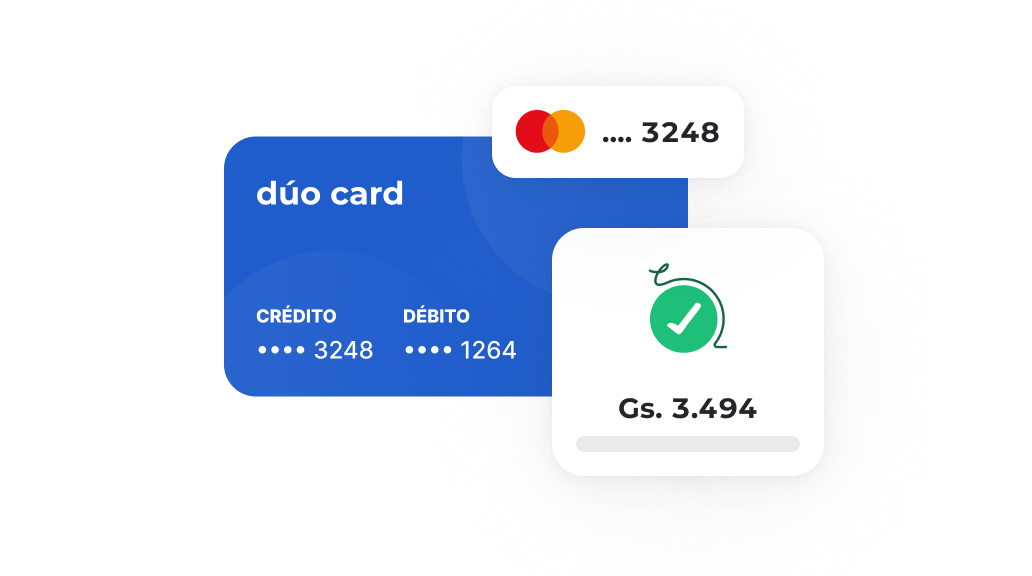 .... 3248
dúo card
CRÉDITO DÉBITO
•••• 3248 •••• 1264
Gs. 3.494